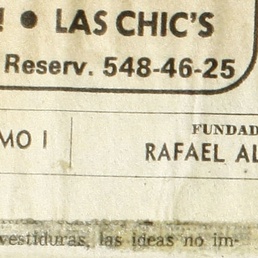 ! ● LAS CHIC'S
Reserv. 548-46-25
MO I
FUNDAD
RAFAEL AL
vestiduras, las ideas no im-